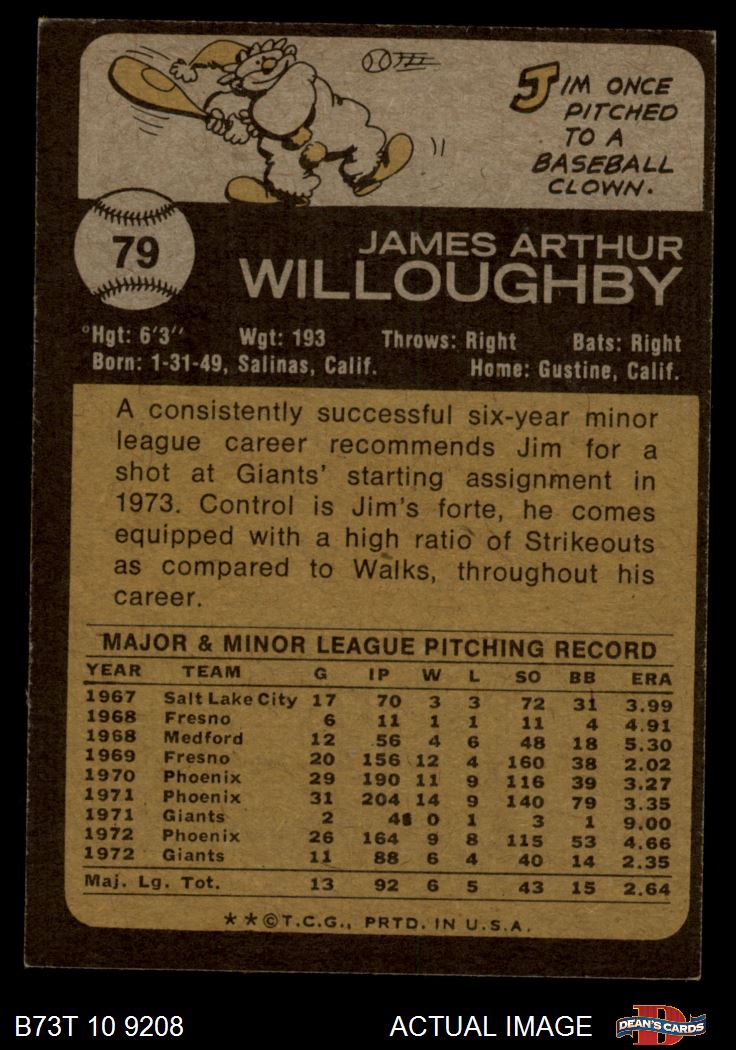 JIM ONCE
PITCHED
TO A
BASEBALL
CLOWN.
79
JAMES ARTHUR
WILLOUGHBY
Hgt: 6'3" Wgt: 193 Throws: Right Bats: Right
Born: 1-31-49, Salinas, Calif. Home: Gustine, Calif.
A consistently successful six-year minor
league career recommends Jim for a
shot at Giants' starting assignment in
1973. Control is Jim's forte, he comes
equipped with a high ratio of Strikeouts
as compared to Walks, throughout his
career.
MAJOR & MINOR LEAGUE PITCHING RECORD
YEAR TEAM G IP W L SO BB ERA
1967 Salt Lake City 17 70 3 3 72 31 3.99
1968 Fresno 6 11 1 1 11 4 4.91
1968 Medford 12 56 4 6 48 18 5.30
1969 Fresno 20 156 12 4 160 38 2.02
1970 Phoenix 29 190 11 9 116 39 3.27
1971 Phoenix 31 204 14 9 140 79 3.35
1971 Giants 2 4 0 1 3 1 9.00
1972 Phoenix 26 164 9 8 115 53 4.66
1972 Giants 11 88 6 4 40 14 2.35
Maj. Lg. Tot. 13 92 6 5 43 15 2.64
**©T.C.G., PRTD. IN U.S.A.
B73T 10 9208 ACTUAL IMAGE D DEAN'S CARDS